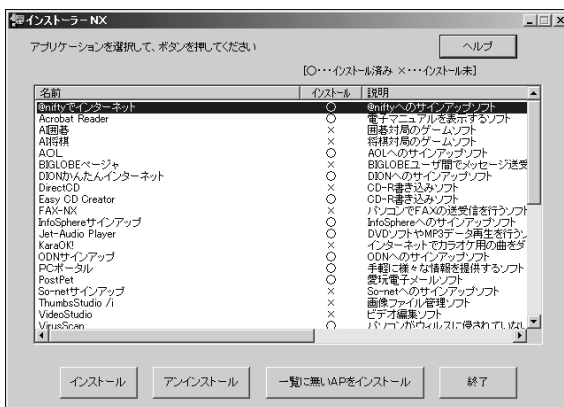 インストーラーNX
アプリケーションを選択して、ボタンを押してください
ヘルプ
[○・・・インストール済み ×・・・インストール未]
名前 インストール 説明
@niftyでインターネット ○ @niftyへのサインアップソフト
Acrobat Reader ○ 電子マニュアルを表示するソフト
AI囲碁 × 囲碁対局のゲームソフト
AI将棋 × 将棋対局のゲームソフト
AOL ○ AOLへのサインアップソフト
BIGLOBEページャ × BIGLOBEユーザ間でメッセージ送受
DIONかんたんインターネット ○ DIONへのサインアップソフト
DirectCD × CD-R書き込みソフト
Easy CD Creator ○ CD-R書き込みソフト
FAX-NX × パソコンでFAXの送受信を行うソフト
InfoSphereサインアップ ○ InfoSphereへのサインアップソフト
Jet-Audio Player ○ DVDソフトやMP3データ再生を行うソ
KaraOK! × インターネットでカラオケ用の曲をダ
ODNサインアップ ○ ODNへのサインアップソフト
PCポータル ○ 手軽に様々な情報を提供するソフト
PostPet ○ 愛玩電子メールソフト
So-netサインアップ × So-netへのサインアップソフト
ThumbsStudio /i × 画像ファイル管理ソフト
VideoStudio × ビデオ編集ソフト
VirusScan ○ パソコンがウィルスに侵されていない
インストール アンインストール 一覧に無いAPをインストール 終了